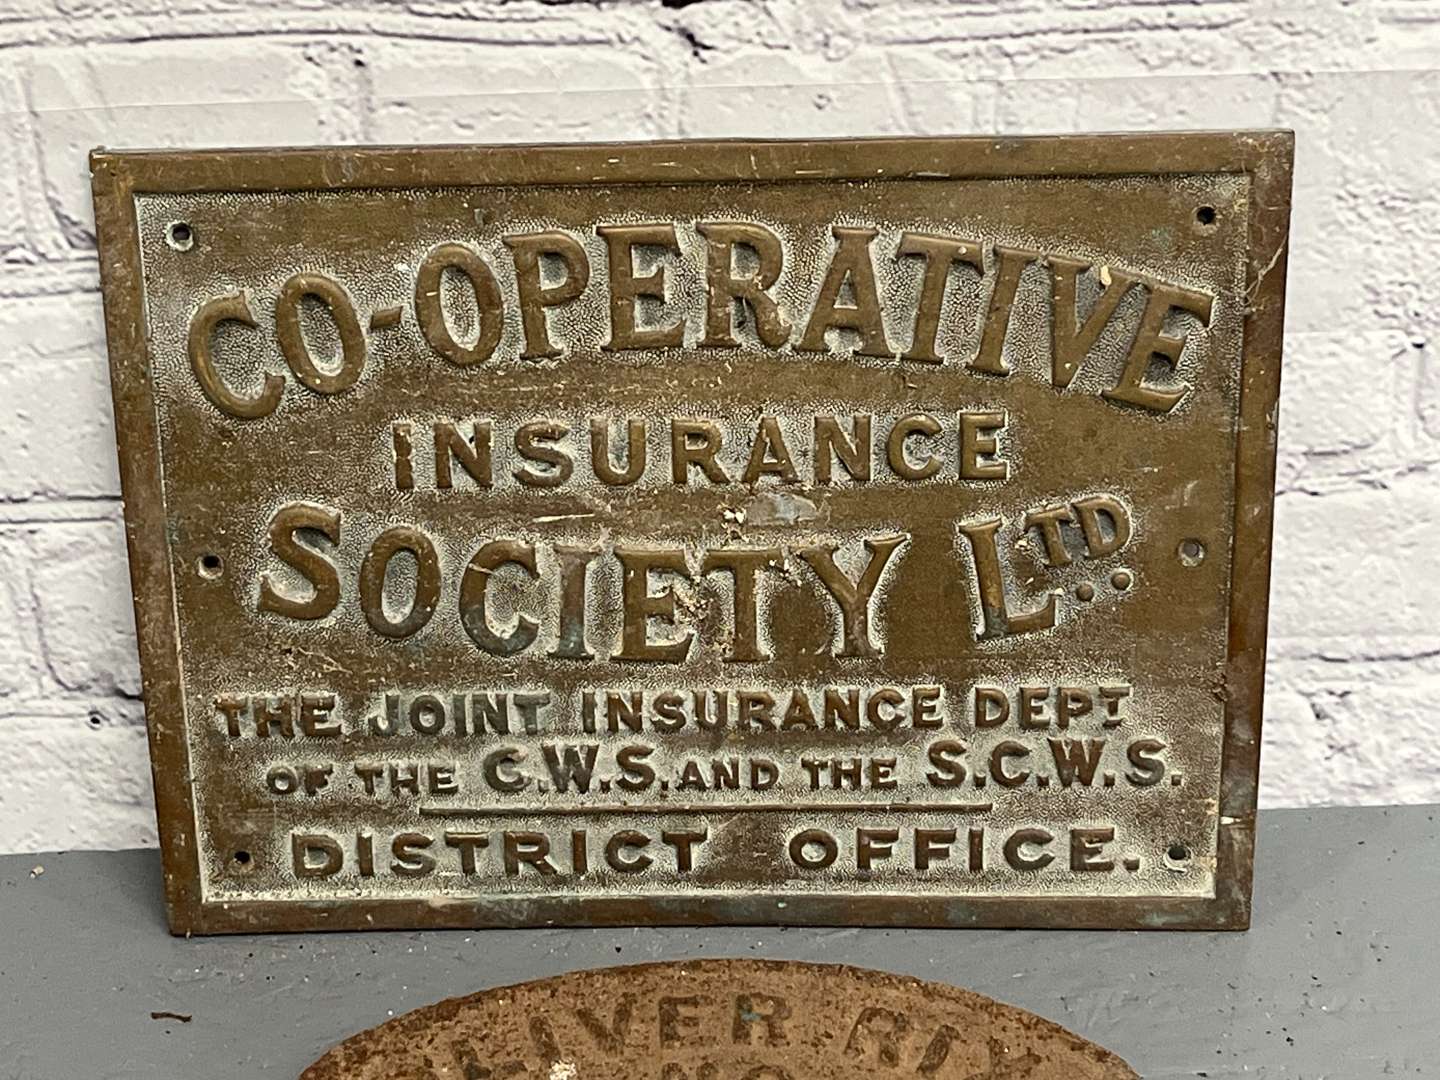 CO-OPERATIVE
INSURANCE
SOCIETY LTD
THE JOINT INSURANCE DEPT
OF THE C.W.S. AND THE S.C.W.S.
DISTRICT OFFICE.